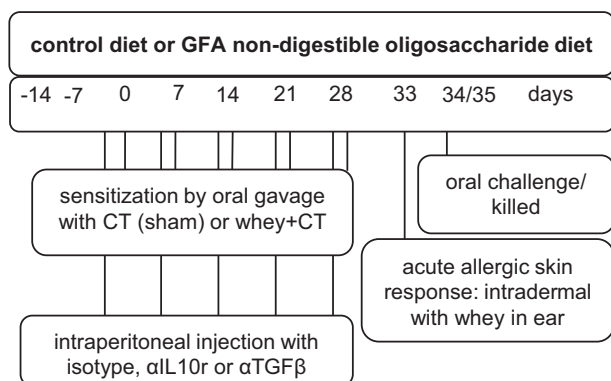 control diet or GFA non-digestible oligosaccharide diet
-14 -7 0 7 14 21 28 33 34/35 days
sensitization by oral gavage
with CT (sham) or whey+CT
oral challenge/
killed
acute allergic skin
response: intradermal
with whey in ear
intraperitoneal injection with
isotype, αIL10r or αTGFβ